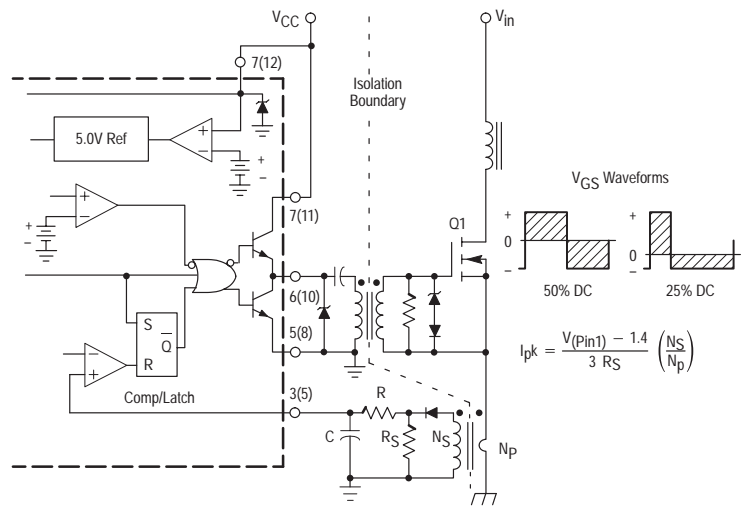 VCC
Vin
7(12)
Isolation
Boundary
5.0V Ref
+
−
+
−
+
−
7(11)
Q1
VGS Waveforms
+
0
−
+
0
−
50% DC
25% DC
6(10)
5(8)
S
Q
R
−
+
Comp/Latch
3(5)
R
C
RS
NS
NP
Ipk = V(Pin1) − 1.4 / 3 RS (NS/Np)